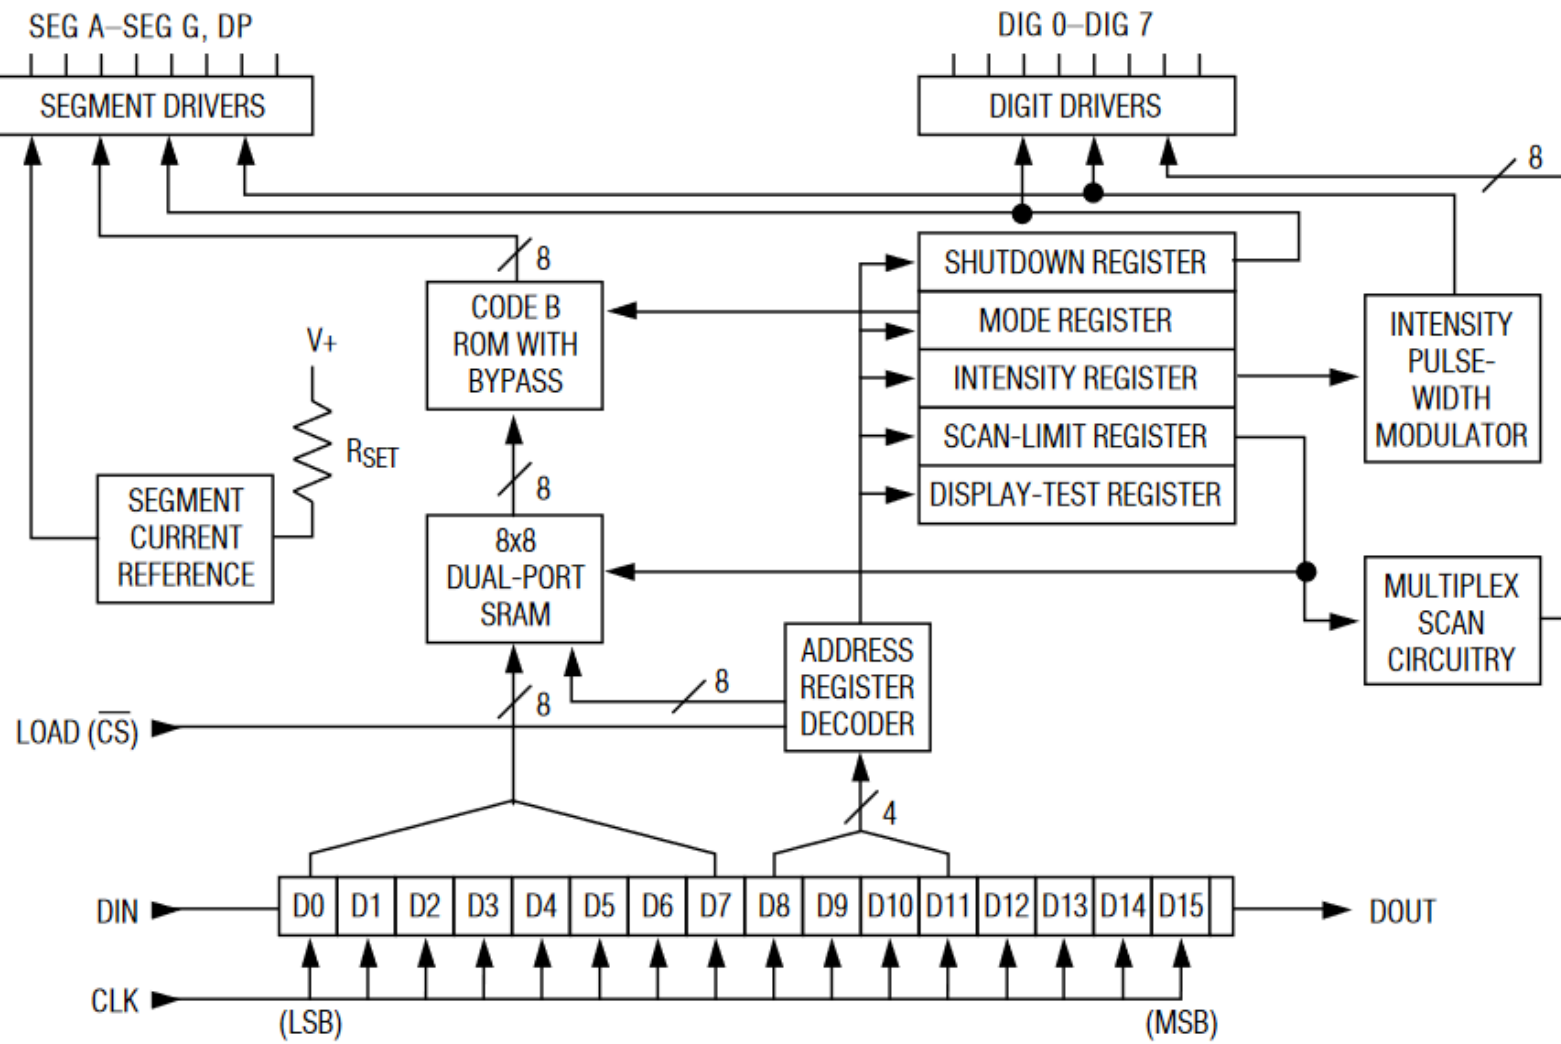 SEG A–SEG G, DP
DIG 0–DIG 7
SEGMENT DRIVERS
DIGIT DRIVERS
8
8
SHUTDOWN REGISTER
MODE REGISTER
INTENSITY REGISTER
SCAN-LIMIT REGISTER
DISPLAY-TEST REGISTER
CODE B
ROM WITH
BYPASS
INTENSITY
PULSE-
WIDTH
MODULATOR
V+
RSET
SEGMENT
CURRENT
REFERENCE
8
8x8
DUAL-PORT
SRAM
MULTIPLEX
SCAN
CIRCUITRY
ADDRESS
REGISTER
DECODER
8
8
LOAD (C̅S̅)
4
DIN
D0 D1 D2 D3 D4 D5 D6 D7 D8 D9 D10 D11 D12 D13 D14 D15
DOUT
CLK
(LSB)
(MSB)